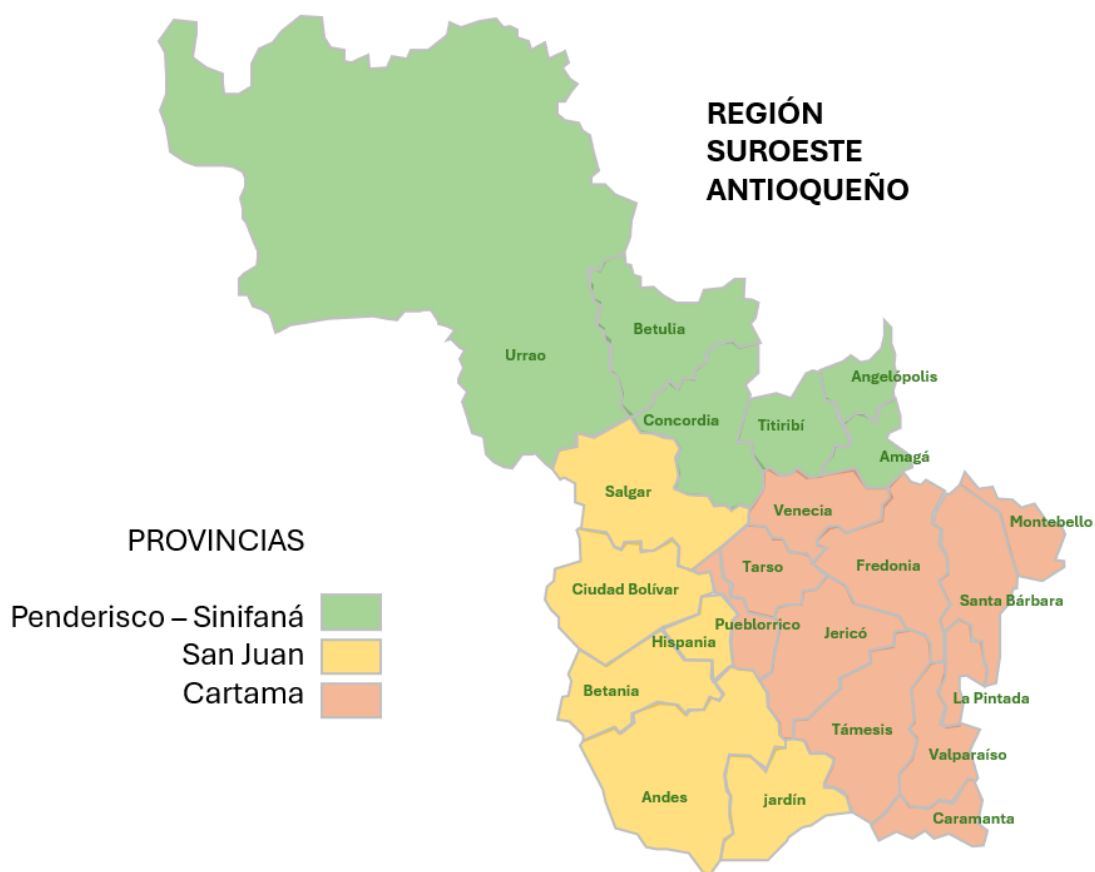 REGIÓN
SUROESTE
ANTIOQUEÑO
Betulia
Urrao
Angelópolis
Concordia
Titiribí
Amagá
Salgar
Venecia
Montebello
PROVINCIAS
Tarso
Fredonia
Ciudad Bolívar
Santa Bárbara
Penderisco – Sinifaná
Pueblorrico
Jericó
Hispania
San Juan
Betania
Cartama
La Pintada
Támesis
Valparaíso
Andes
jardín
Caramanta